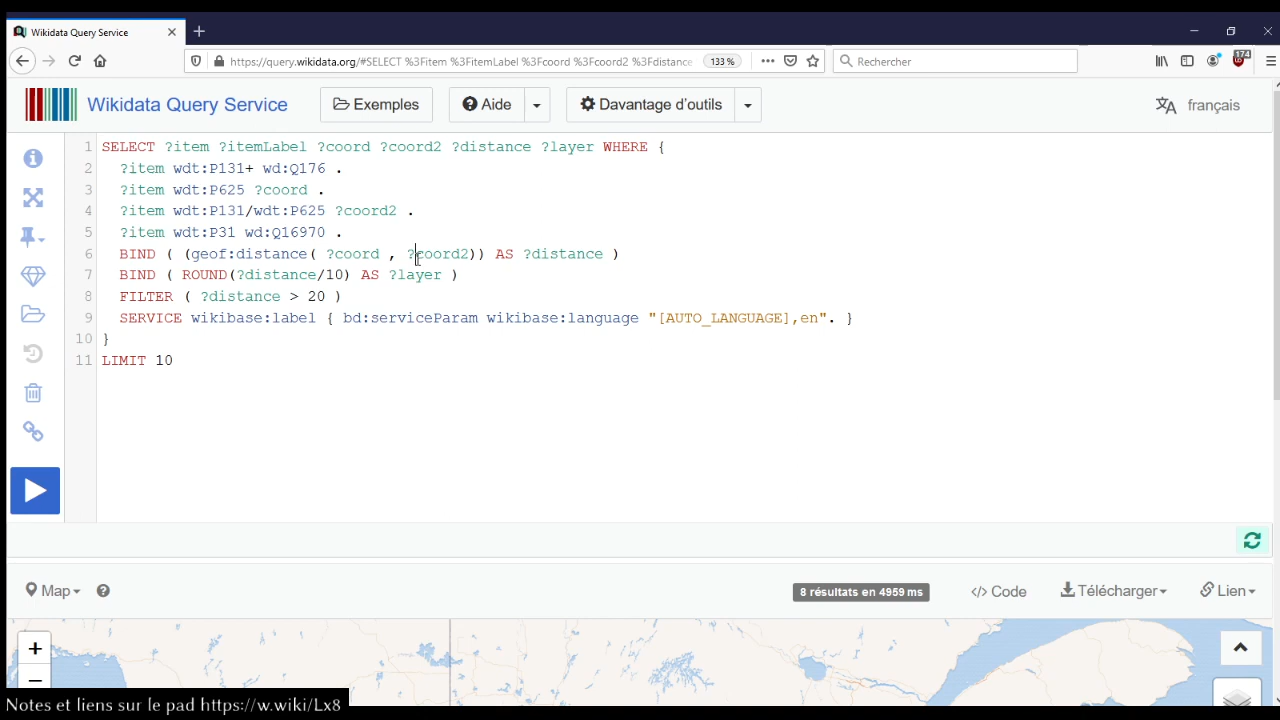 Wikidata Query Service
https://query.wikidata.org/#SELECT %3Fitem %3FitemLabel %3Fcoord %3Fcoord2 %3Fdistance
133 %
Rechercher
174
Wikidata Query Service
Exemples
Aide
Davantage d'outils
français
1 SELECT ?item ?itemLabel ?coord ?coord2 ?distance ?layer WHERE {
2 ?item wdt:P131+ wd:Q176 .
3 ?item wdt:P625 ?coord .
4 ?item wdt:P131/wdt:P625 ?coord2 .
5 ?item wdt:P31 wd:Q16970 .
6 BIND ( (geof:distance( ?coord , ?coord2)) AS ?distance )
7 BIND ( ROUND(?distance/10) AS ?layer )
8 FILTER ( ?distance > 20 )
9 SERVICE wikibase:label { bd:serviceParam wikibase:language "[AUTO_LANGUAGE],en". }
10 }
11 LIMIT 10
Map
8 résultats en 4959 ms
</> Code
Télécharger
Lien
+
−
Notes et liens sur le pad https://w.wiki/Lx8